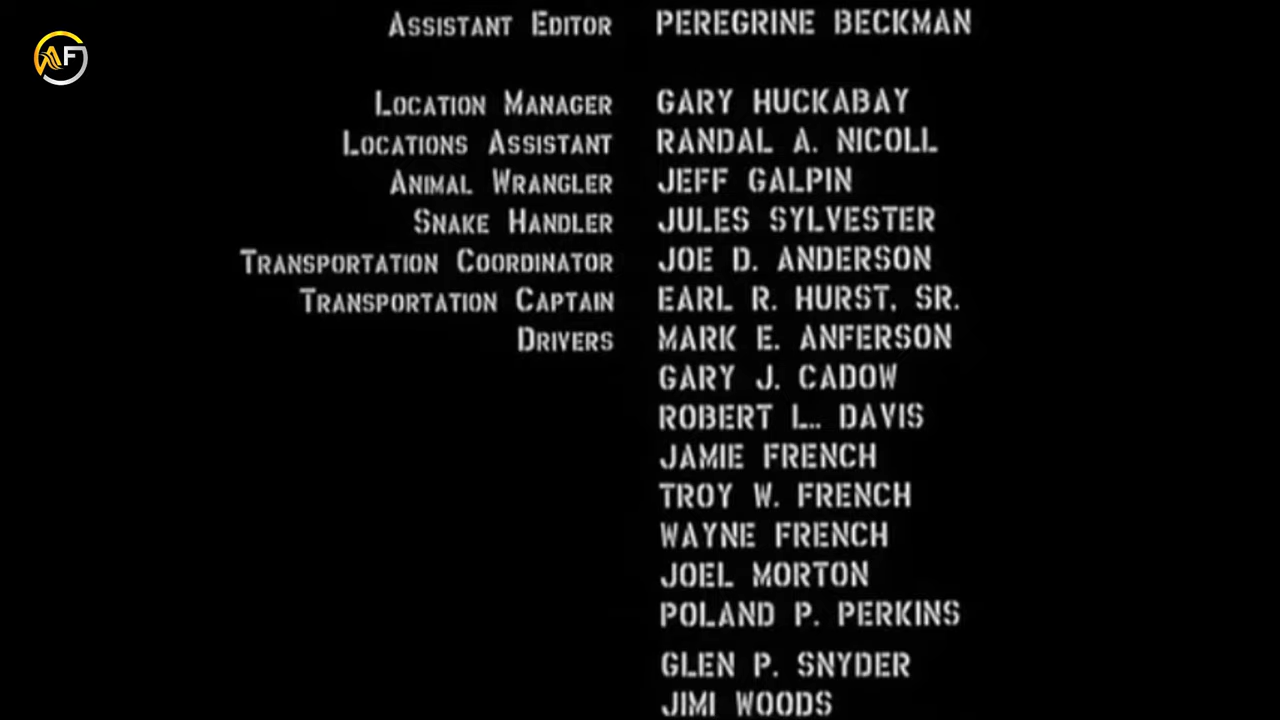 ASSISTANT EDITOR PEREGRINE BECKMAN
AF
LOCATION MANAGER GARY HUCKABAY
LOCATIONS ASSISTANT RANDAL A. NICOLL
ANIMAL WRANGLER JEFF GALPIN
SNAKE HANDLER JULES SYLVESTER
TRANSPORTATION COORDINATOR JOE D. ANDERSON
TRANSPORTATION CAPTAIN EARL R. HURST, SR.
DRIVERS MARK E. ANFERSON
GARY J. CADOW
ROBERT L.. DAVIS
JAMIE FRENCH
TROY W. FRENCH
WAYNE FRENCH
JOEL MORTON
POLAND P. PERKINS
GLEN P. SNYDER
JIMI WOODS